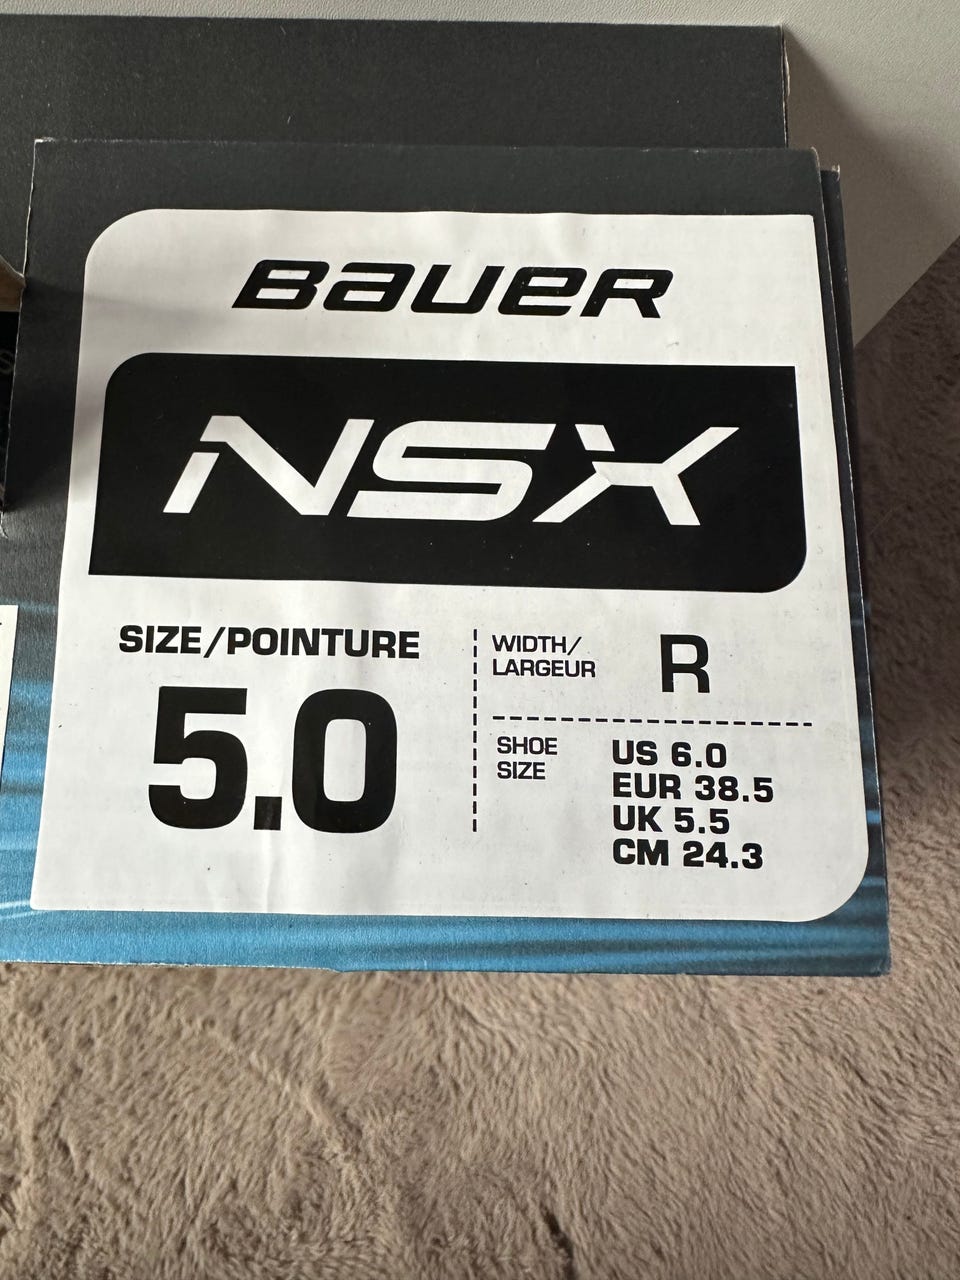 BAUER
NSX
SIZE/POINTURE
5.0
WIDTH/
LARGEUR
R
SHOE
SIZE
US 6.0
EUR 38.5
UK 5.5
CM 24.3